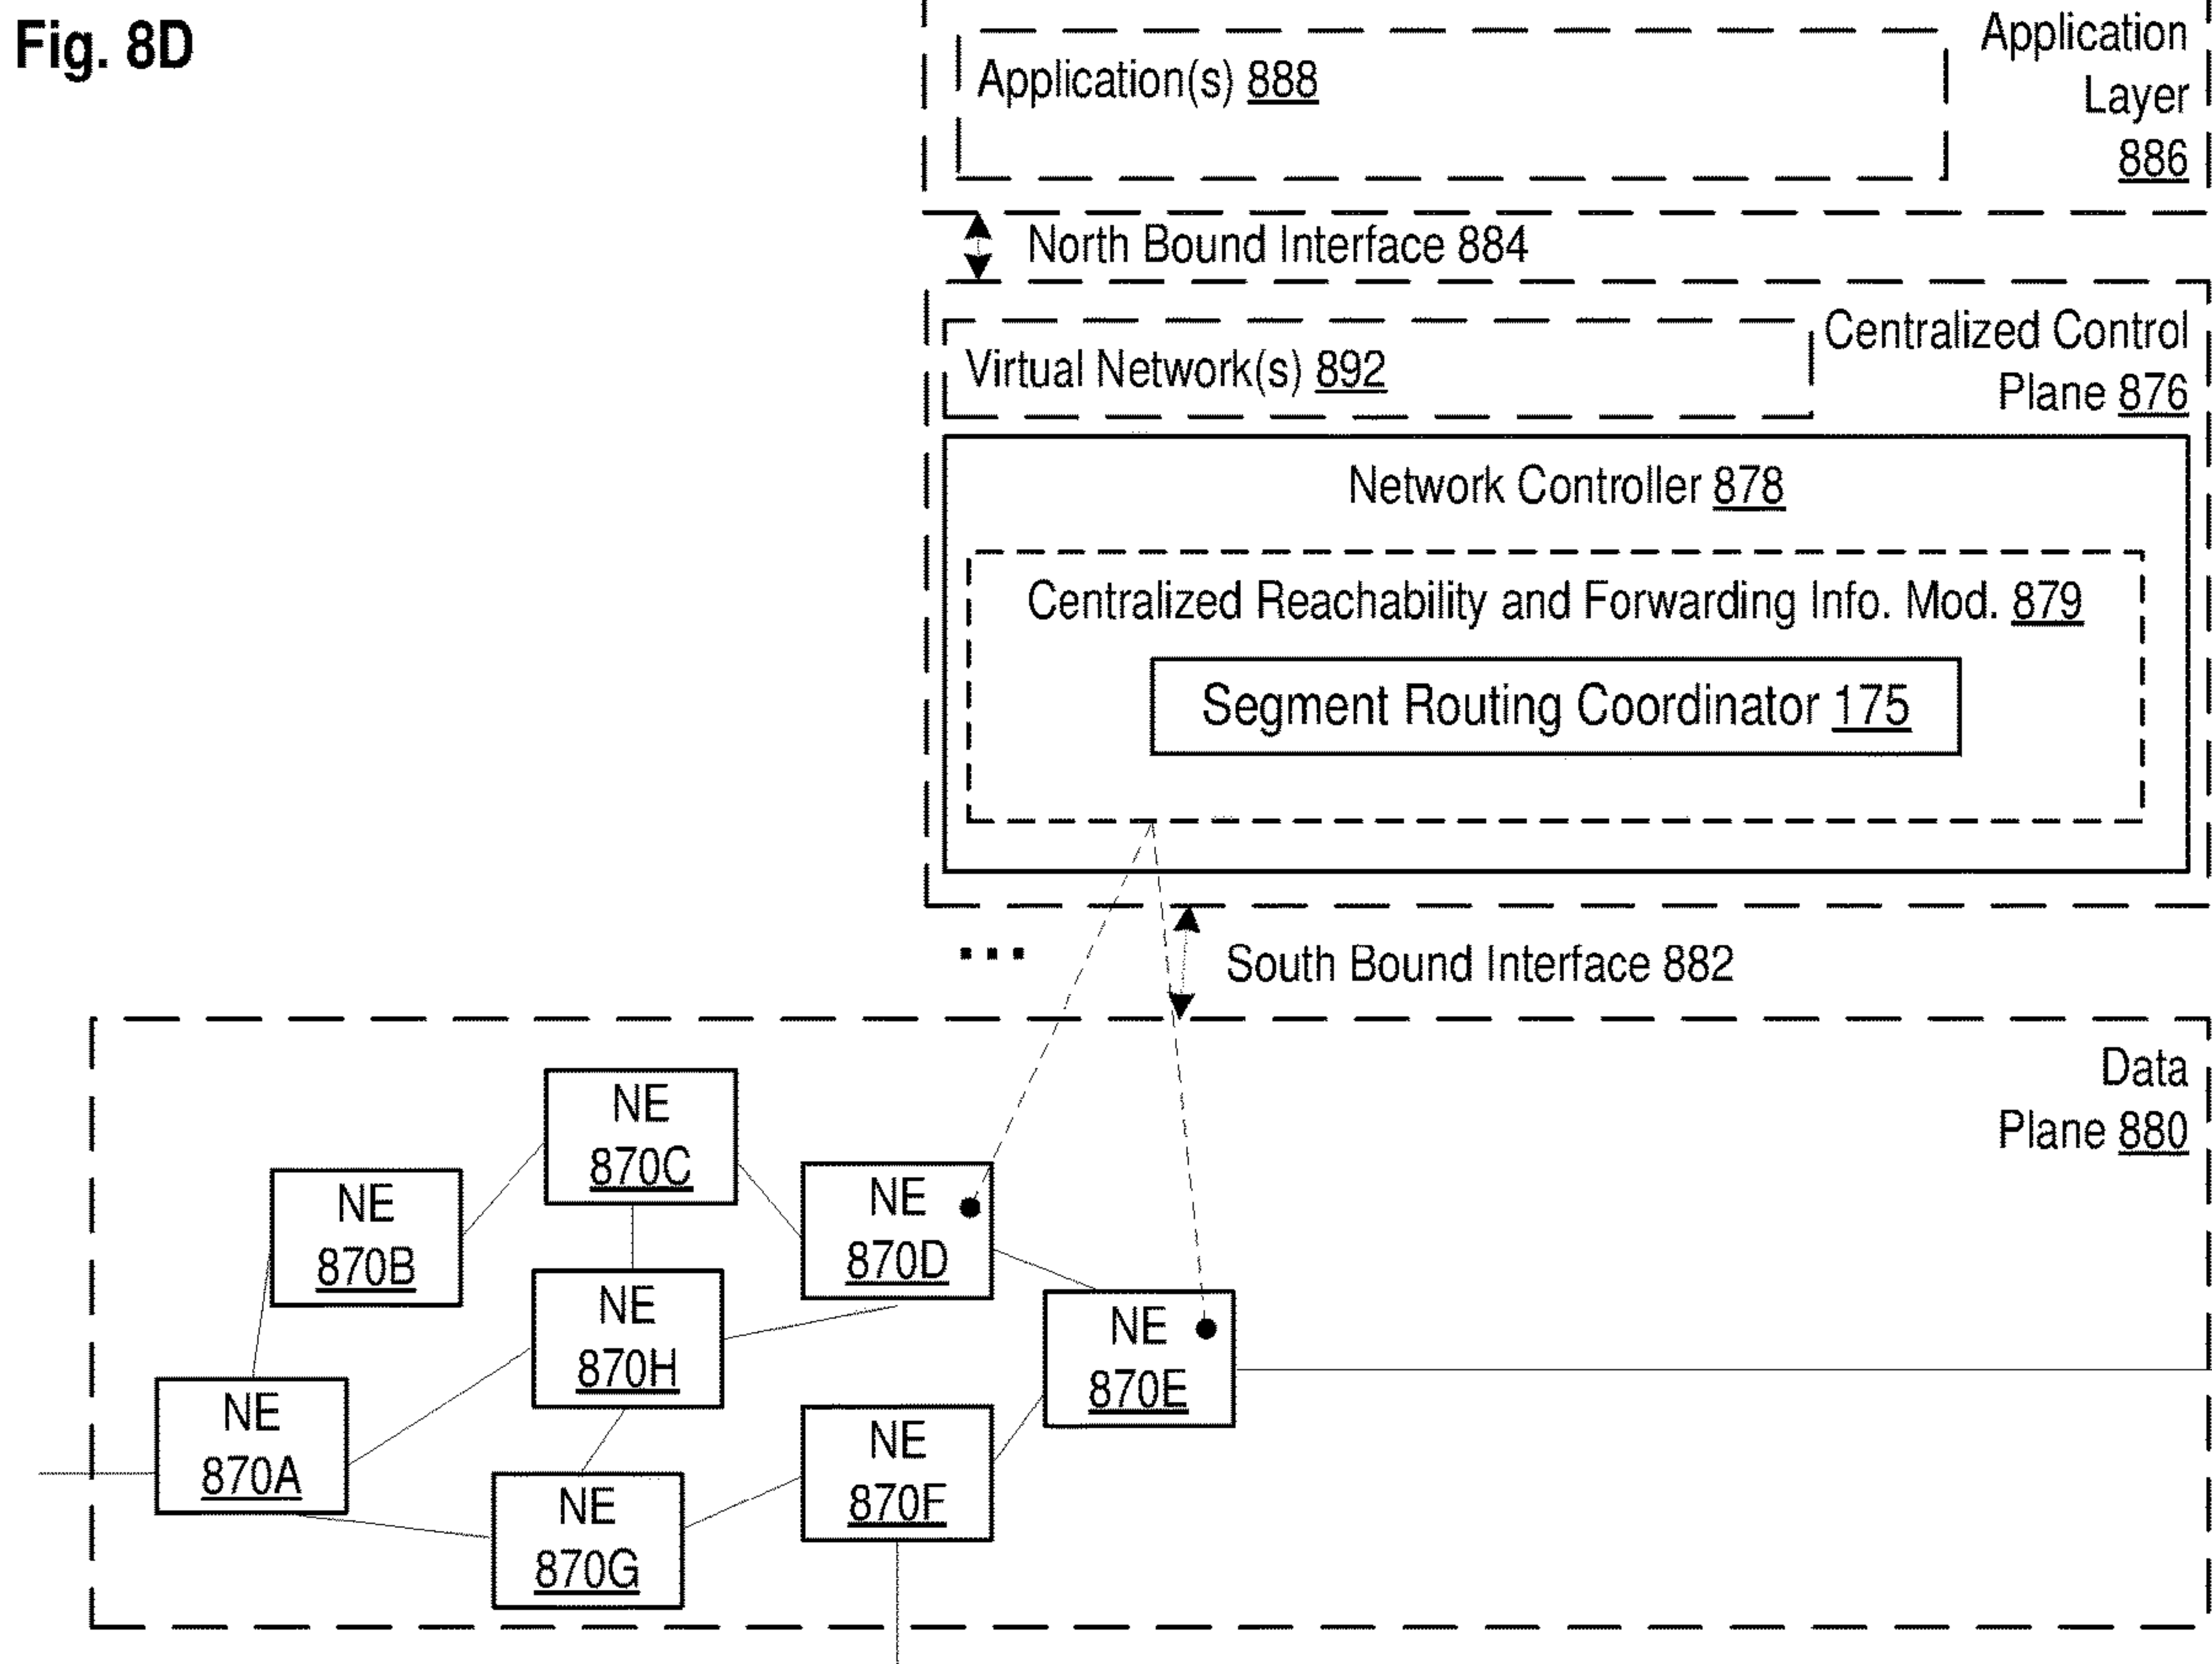 Fig. 8D
Application
Layer
886
Application(s) 888
North Bound Interface 884
Centralized Control
Plane 876
Virtual Network(s) 892
Network Controller 878
Centralized Reachability and Forwarding Info. Mod. 879
Segment Routing Coordinator 175
...
South Bound Interface 882
Data
Plane 880
NE
870C
NE
870B
NE
870D
NE
870H
NE
870E
NE
870A
NE
870F
NE
870G